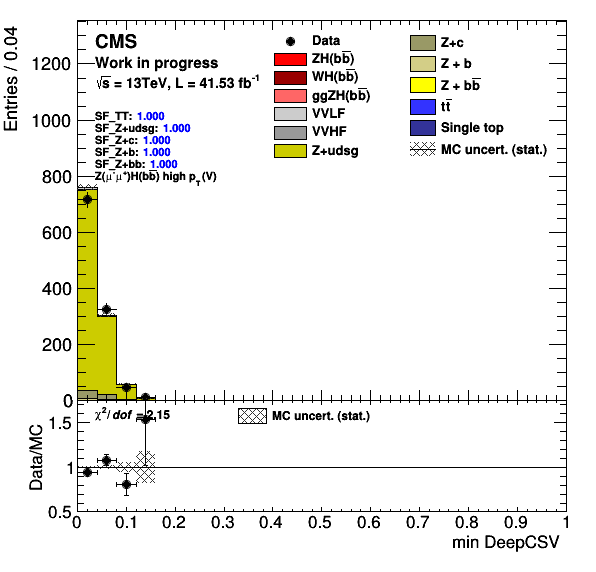 CMS
Work in progress
√s = 13TeV, L = 41.53 fb⁻¹
SF_TT: 1.000
SF_Z+udsg: 1.000
SF_Z+c: 1.000
SF_Z+b: 1.000
SF_Z+bb: 1.000
Z(μ⁻μ⁺)H(bb̅) high p_T(V)
Data
ZH(bb̅)
WH(bb̅)
ggZH(bb̅)
VVLF
VVHF
Z+udsg
Z+c
Z + b
Z + bb̅
tt̅
Single top
MC uncert. (stat.)
Entries / 0.04
1200
1000
800
600
400
200
0
χ²/dof = 2.15
MC uncert. (stat.)
Data/MC
1.5
1
0.5
0 0.1 0.2 0.3 0.4 0.5 0.6 0.7 0.8 0.9 1
min DeepCSV